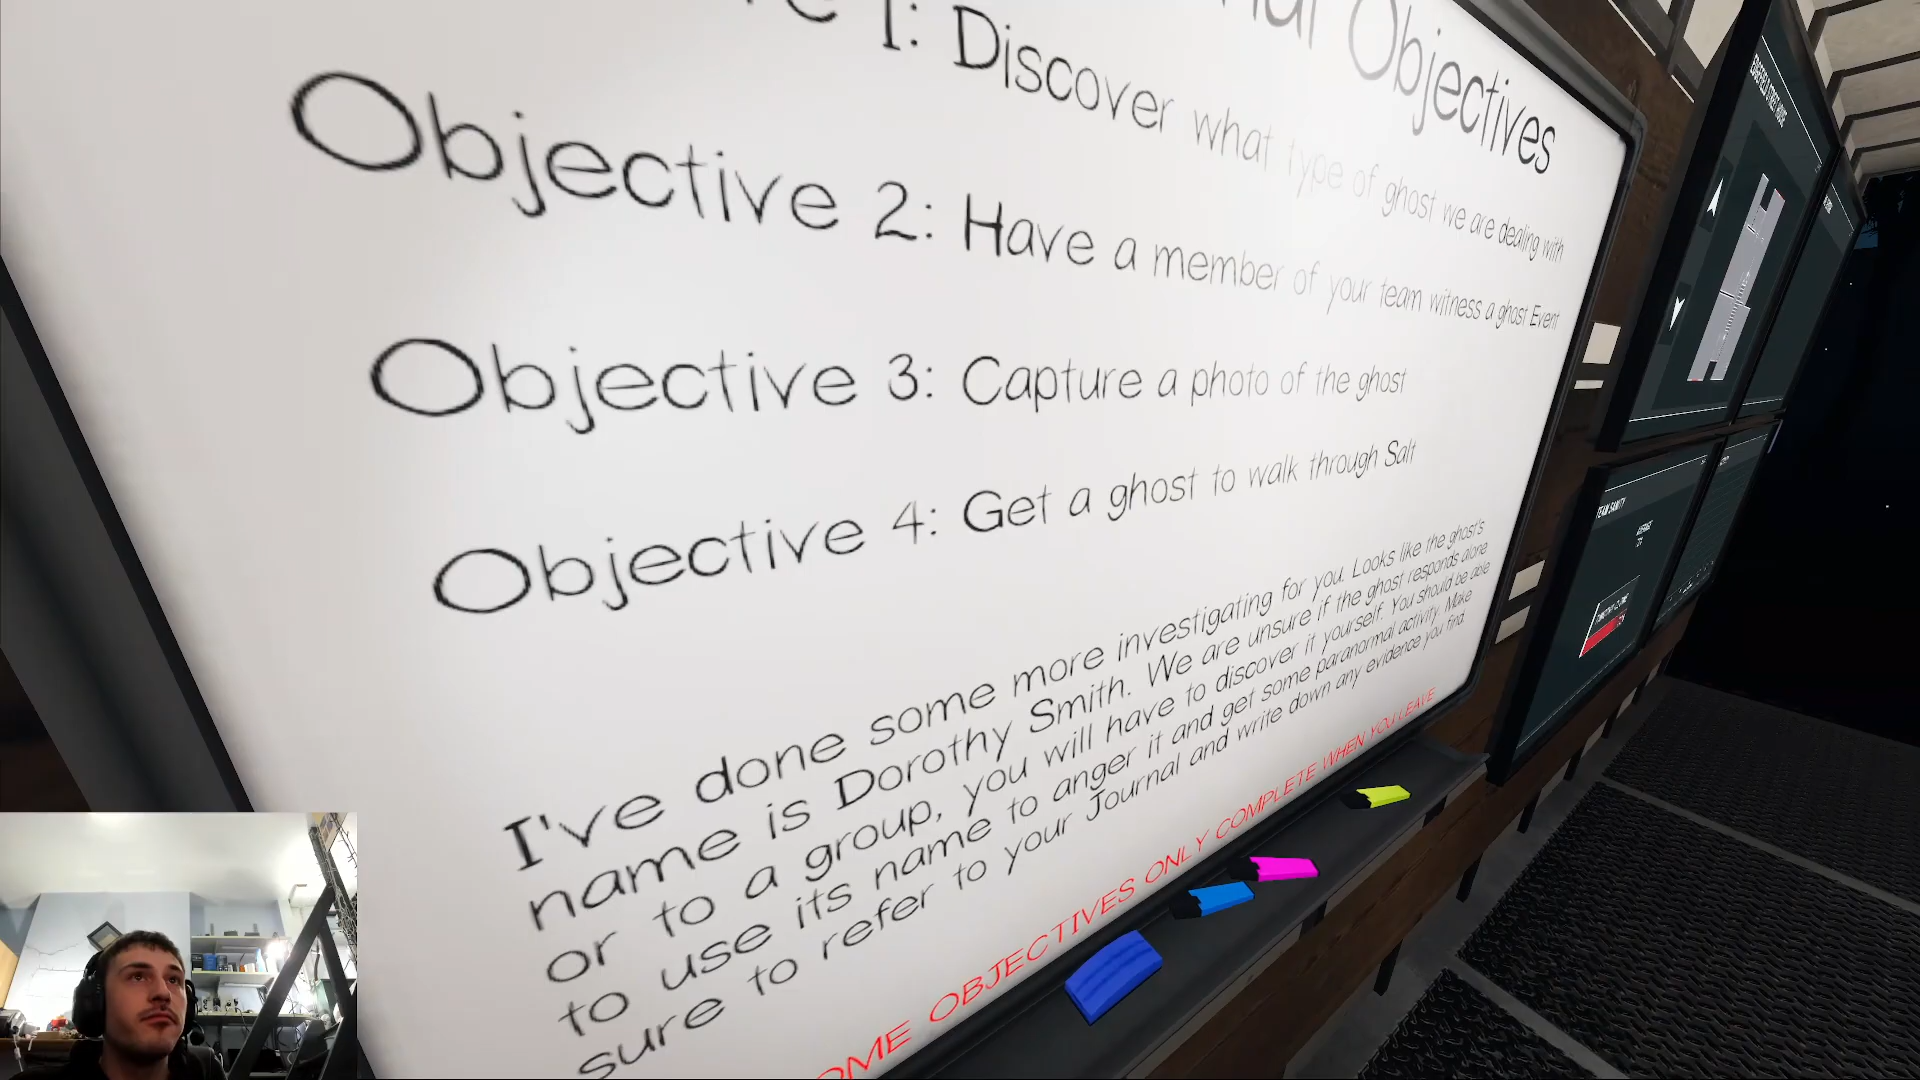 Objectives
1: Discover what type of ghost we are dealing with
Objective 2: Have a member of your team witness a ghost Event
Objective 3: Capture a photo of the ghost
Objective 4: Get a ghost to walk through Salt
I've done some more investigating for you. Looks like the ghost's
name is Dorothy Smith. We are unsure if the ghost responds alone
or to a group, you will have to discover it yourself. You should be able
to use its name to anger it and get some paranormal activity. Make
sure to refer to your Journal and write down any evidence you find.
OBJECTIVES ONLY COMPLETE WHEN YOU LEAVE
EDGEFIELD STREET HOUSE
TEAM SANITY